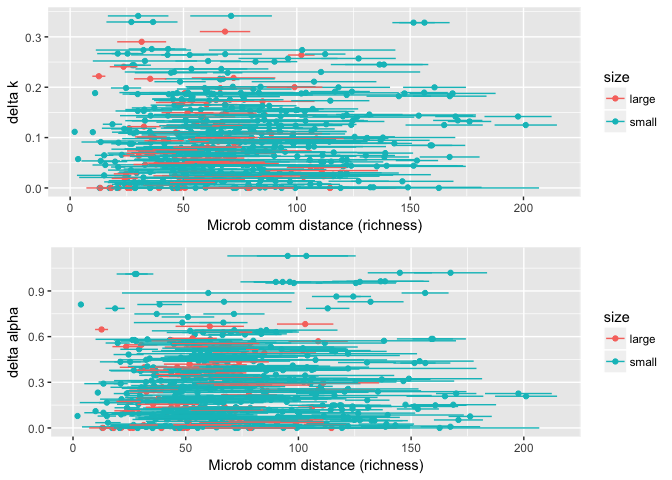 delta k
0.3
0.2
0.1
0.0
0 50 100 150 200
Microb comm distance (richness)
size
large
small
delta alpha
0.9
0.6
0.3
0.0
0 50 100 150 200
Microb comm distance (richness)
size
large
small